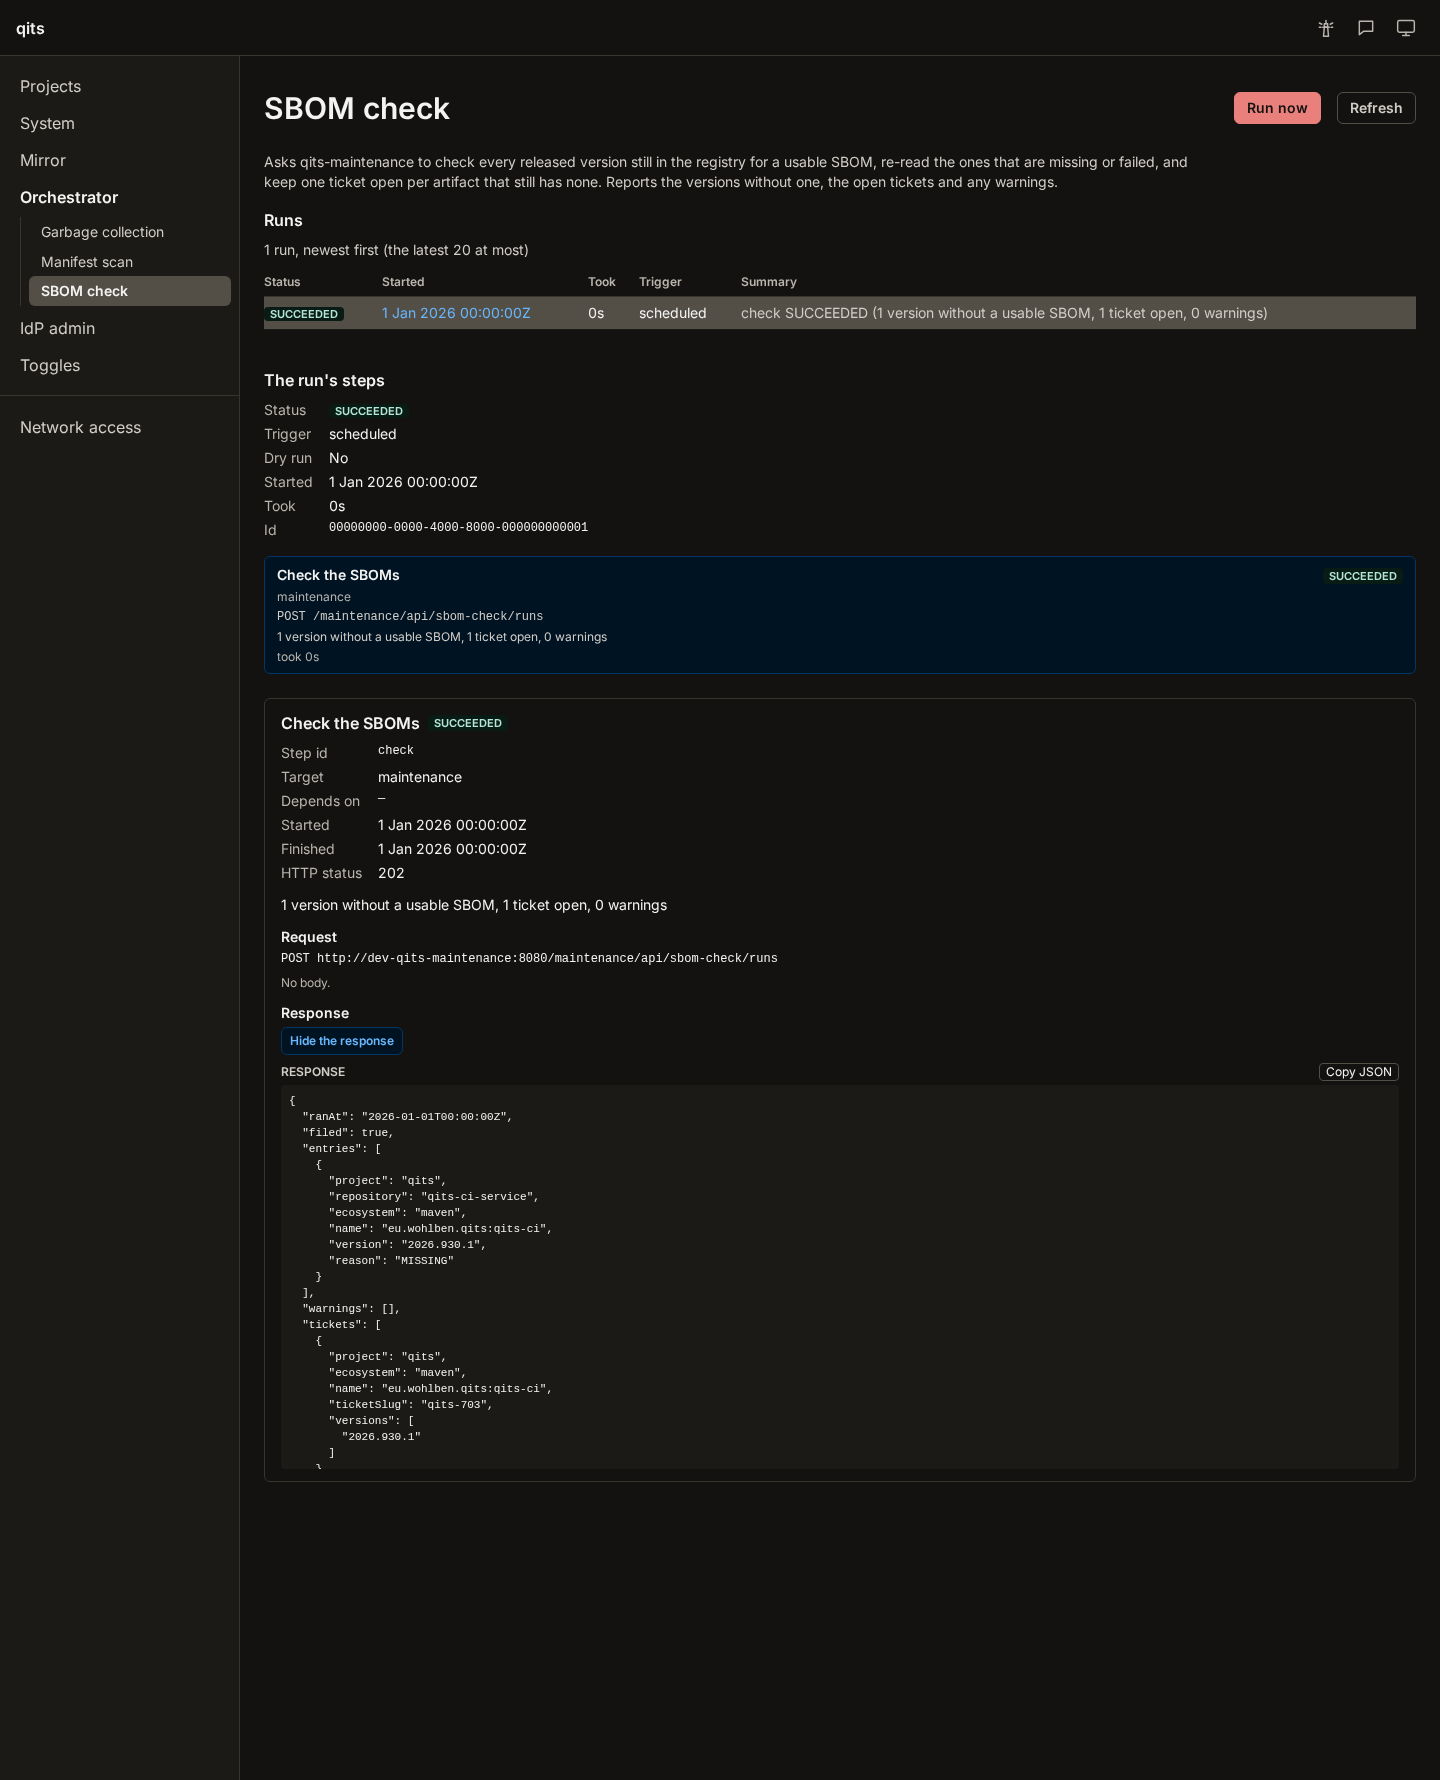 qits
Projects
System
Mirror
Orchestrator
Garbage collection
Manifest scan
SBOM check
IdP admin
Toggles
Network access
SBOM check
Run now
Refresh
Asks qits-maintenance to check every released version still in the registry for a usable SBOM, re-read the ones that are missing or failed, and
keep one ticket open per artifact that still has none. Reports the versions without one, the open tickets and any warnings.
Runs
1 run, newest first (the latest 20 at most)
Status Started Took Trigger Summary
SUCCEEDED 1 Jan 2026 00:00:00Z 0s scheduled check SUCCEEDED (1 version without a usable SBOM, 1 ticket open, 0 warnings)
The run's steps
Status SUCCEEDED
Trigger scheduled
Dry run No
Started 1 Jan 2026 00:00:00Z
Took 0s
Id 00000000-0000-4000-8000-000000000001
Check the SBOMs SUCCEEDED
maintenance
POST /maintenance/api/sbom-check/runs
1 version without a usable SBOM, 1 ticket open, 0 warnings
took 0s
Check the SBOMs SUCCEEDED
Step id check
Target maintenance
Depends on —
Started 1 Jan 2026 00:00:00Z
Finished 1 Jan 2026 00:00:00Z
HTTP status 202
1 version without a usable SBOM, 1 ticket open, 0 warnings
Request
POST http://dev-qits-maintenance:8080/maintenance/api/sbom-check/runs
No body.
Response
Hide the response
RESPONSE Copy JSON
{
  "ranAt": "2026-01-01T00:00:00Z",
  "filed": true,
  "entries": [
    {
      "project": "qits",
      "repository": "qits-ci-service",
      "ecosystem": "maven",
      "name": "eu.wohlben.qits:qits-ci",
      "version": "2026.930.1",
      "reason": "MISSING"
    }
  ],
  "warnings": [],
  "tickets": [
    {
      "project": "qits",
      "ecosystem": "maven",
      "name": "eu.wohlben.qits:qits-ci",
      "ticketSlug": "qits-703",
      "versions": [
        "2026.930.1"
      ]
    }